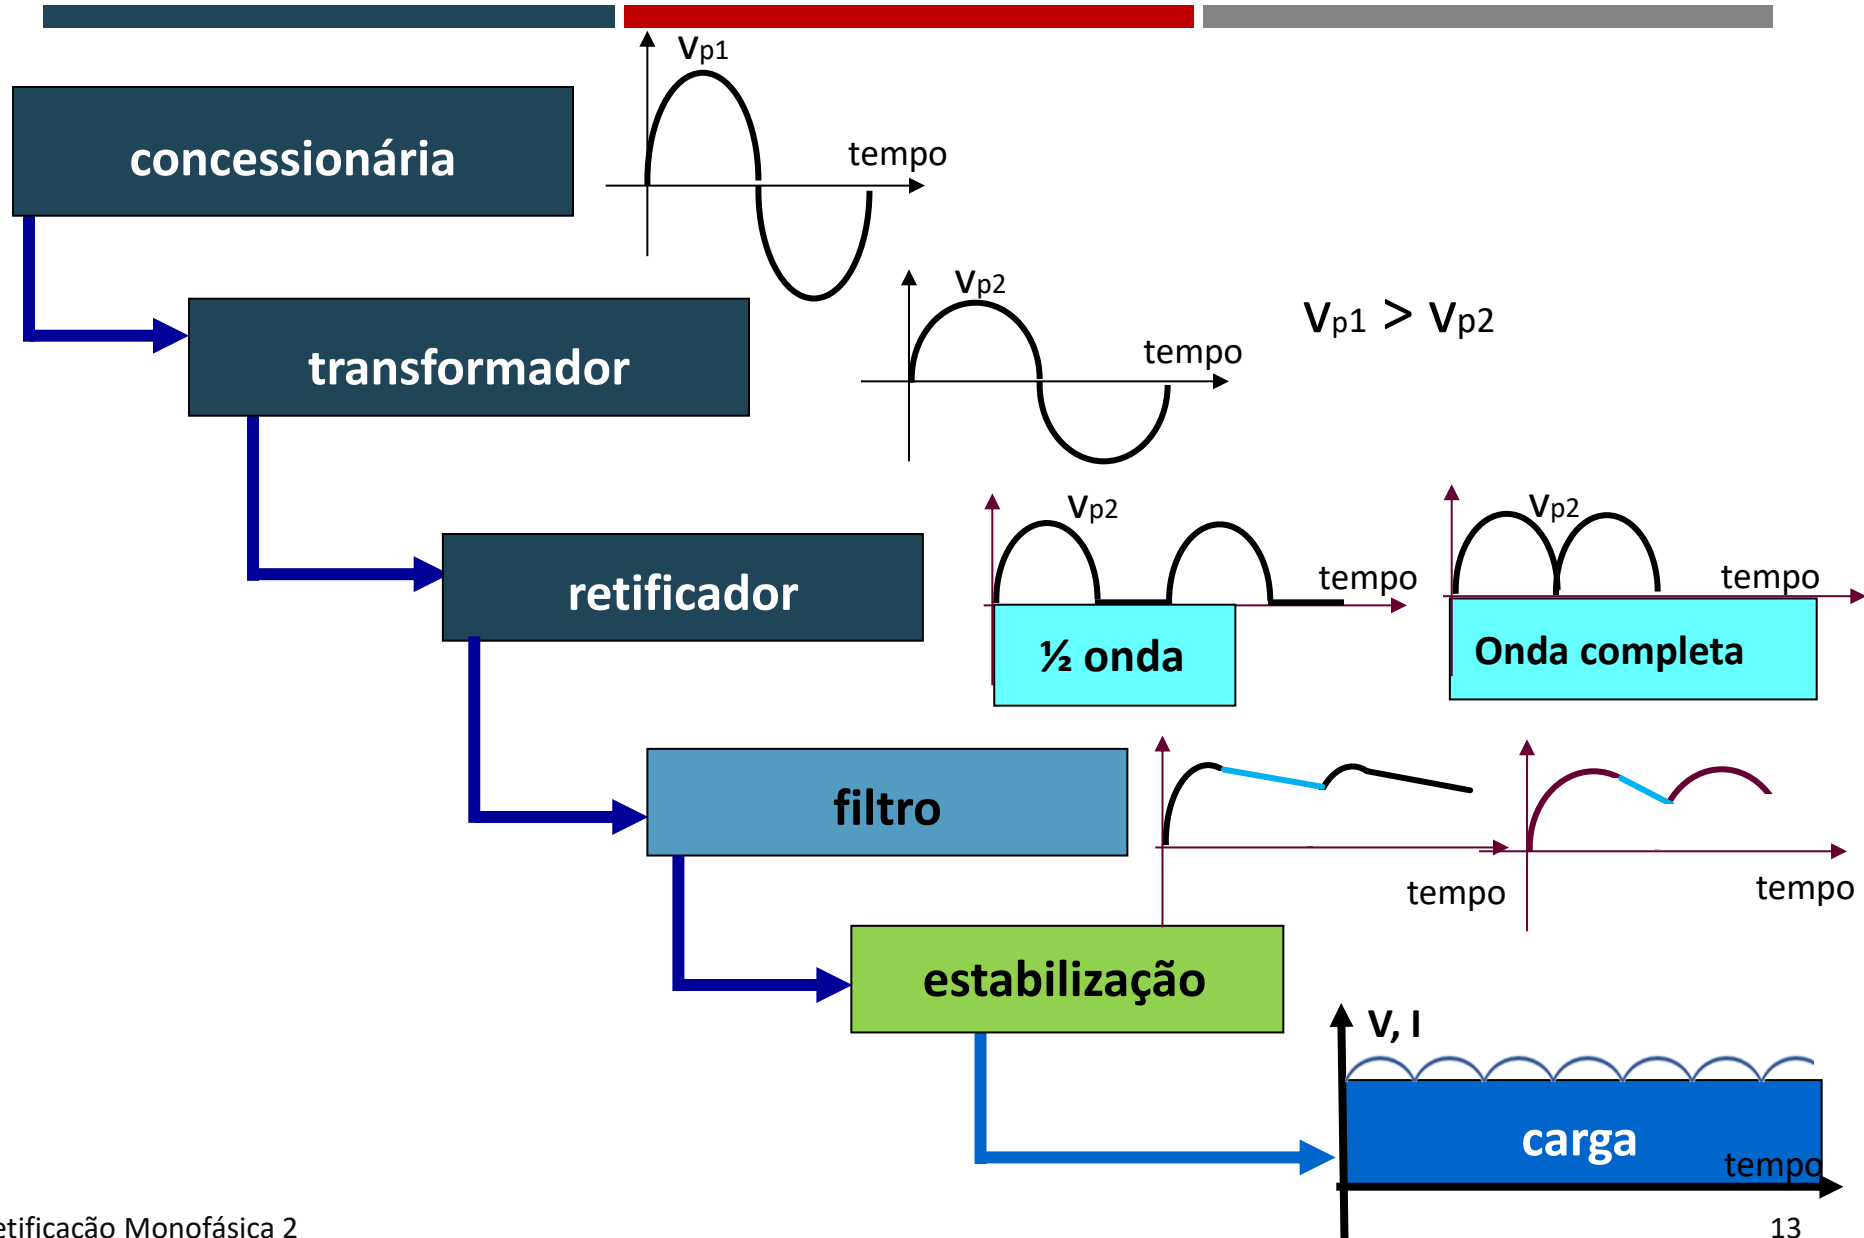 Vp1
concessionária
tempo
Vp2
Vp1 > Vp2
transformador
tempo
Vp2
Vp2
retificador
tempo
tempo
½ onda
Onda completa
filtro
tempo
tempo
estabilização
V, I
carga
tempo
etificação Monofásica 2
13